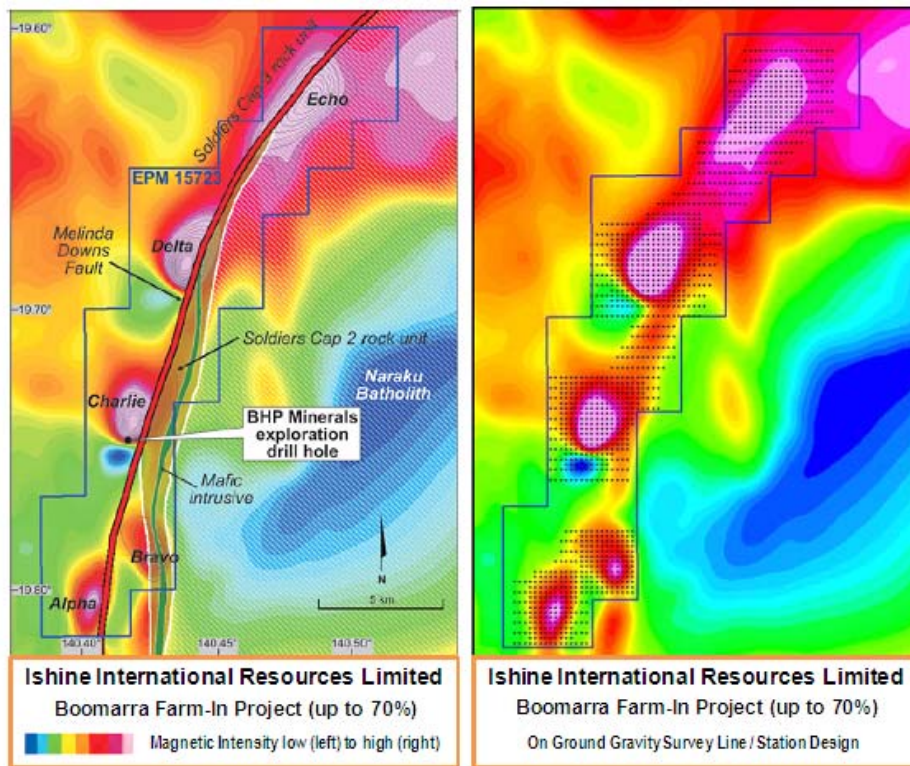 -19.60°
Soldiers Cap 3 rock unit
Echo
EPM 15723
Melinda
Downs
Fault
Delta
-19.70°
Soldiers Cap 2 rock unit
Naraku
Batholith
Charlie
BHP Minerals
exploration
drill hole
Mafic
intrusive
Bravo
N
-19.80°
Alpha
5 km
140.40°
140.45°
140.50°
Ishine International Resources Limited
Boomarra Farm-In Project (up to 70%)
Magnetic Intensity low (left) to high (right)
Ishine International Resources Limited
Boomarra Farm-In Project (up to 70%)
On Ground Gravity Survey Line / Station Design